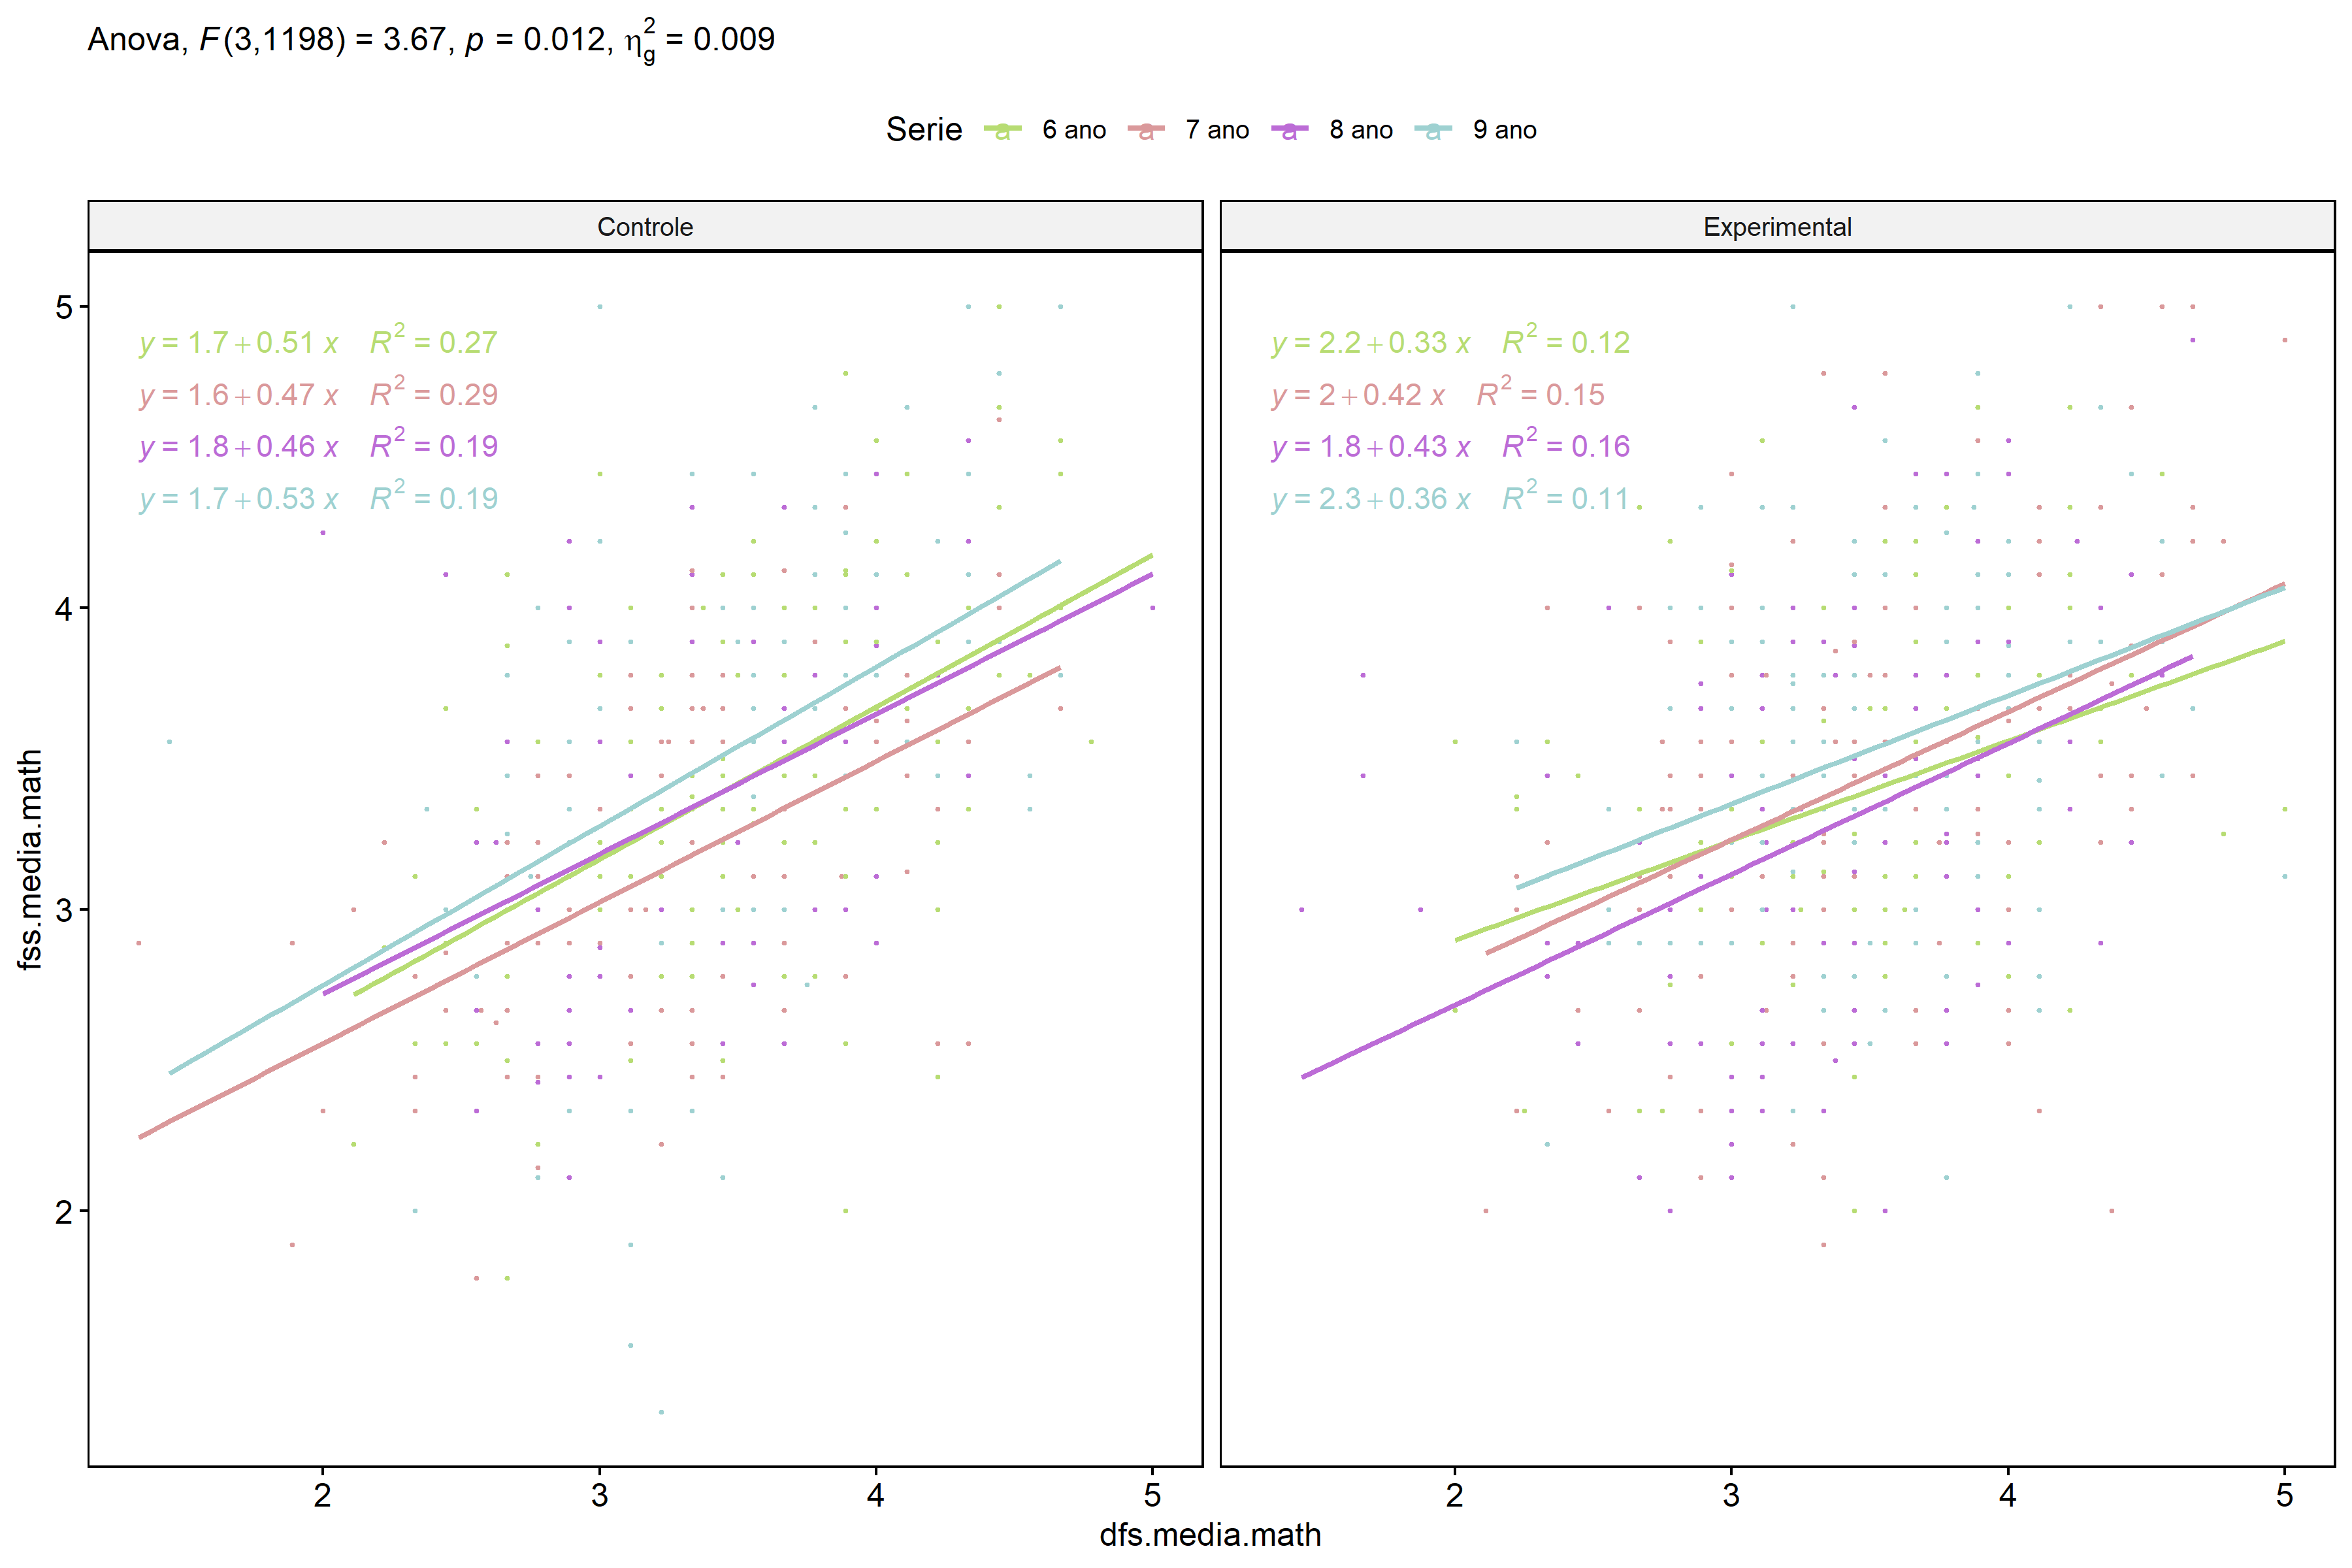 Anova, F(3,1198) = 3.67, p = 0.012, η²g = 0.009
Serie a 6 ano a 7 ano a 8 ano a 9 ano
Controle
Experimental
y = 1.7 + 0.51 x R² = 0.27
y = 1.6 + 0.47 x R² = 0.29
y = 1.8 + 0.46 x R² = 0.19
y = 1.7 + 0.53 x R² = 0.19
y = 2.2 + 0.33 x R² = 0.12
y = 2 + 0.42 x R² = 0.15
y = 1.8 + 0.43 x R² = 0.16
y = 2.3 + 0.36 x R² = 0.11
fss.media.math
5
4
3
2
2 3 4 5
2 3 4 5
dfs.media.math